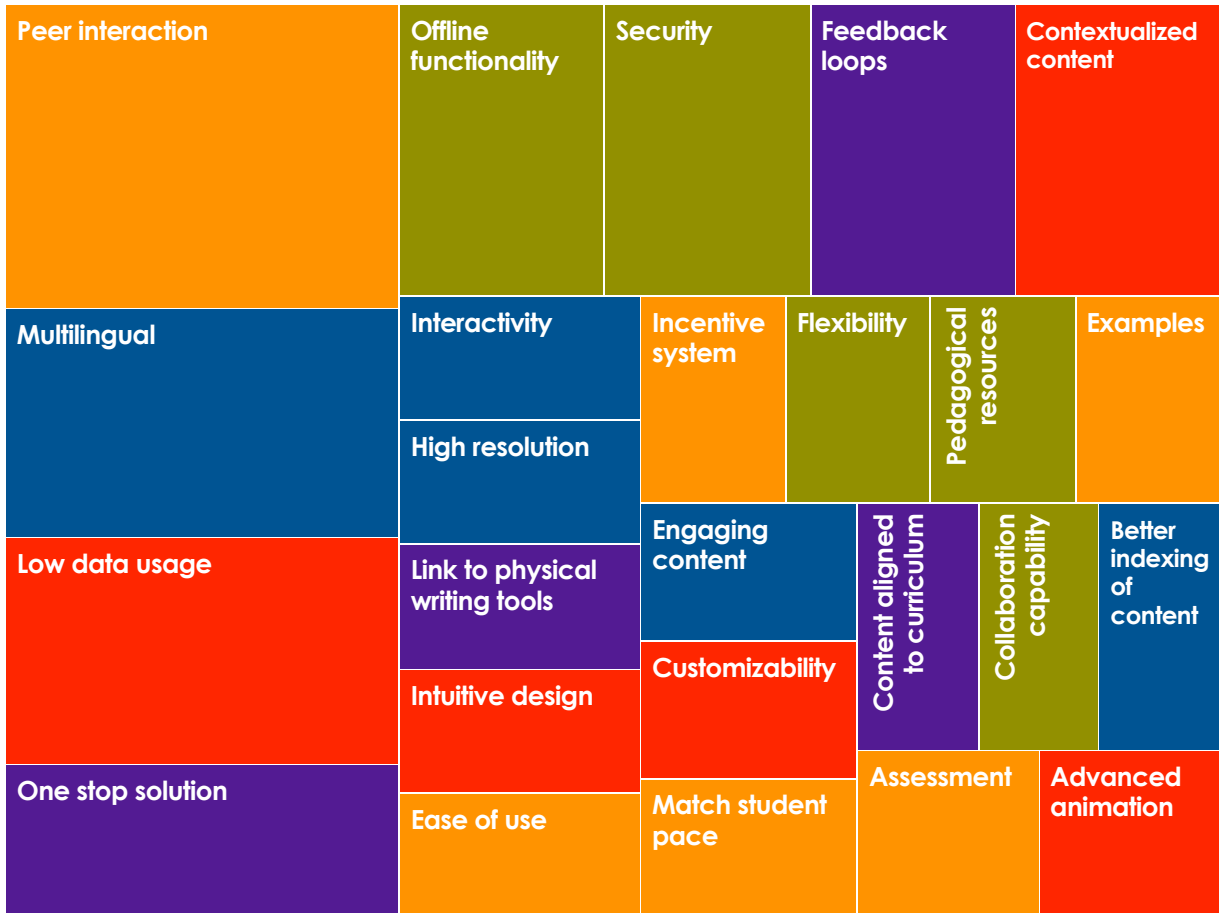 Peer interaction
Offline
functionality
Security
Feedback
loops
Contextualized
content
Multilingual
Interactivity
Incentive
system
Flexibility
Pedagogical
resources
Examples
High resolution
Low data usage
Link to physical
writing tools
Engaging
content
Content aligned
to curriculum
Collaboration
capability
Better
indexing
of
content
Intuitive design
Customizability
One stop solution
Ease of use
Match student
pace
Assessment
Advanced
animation